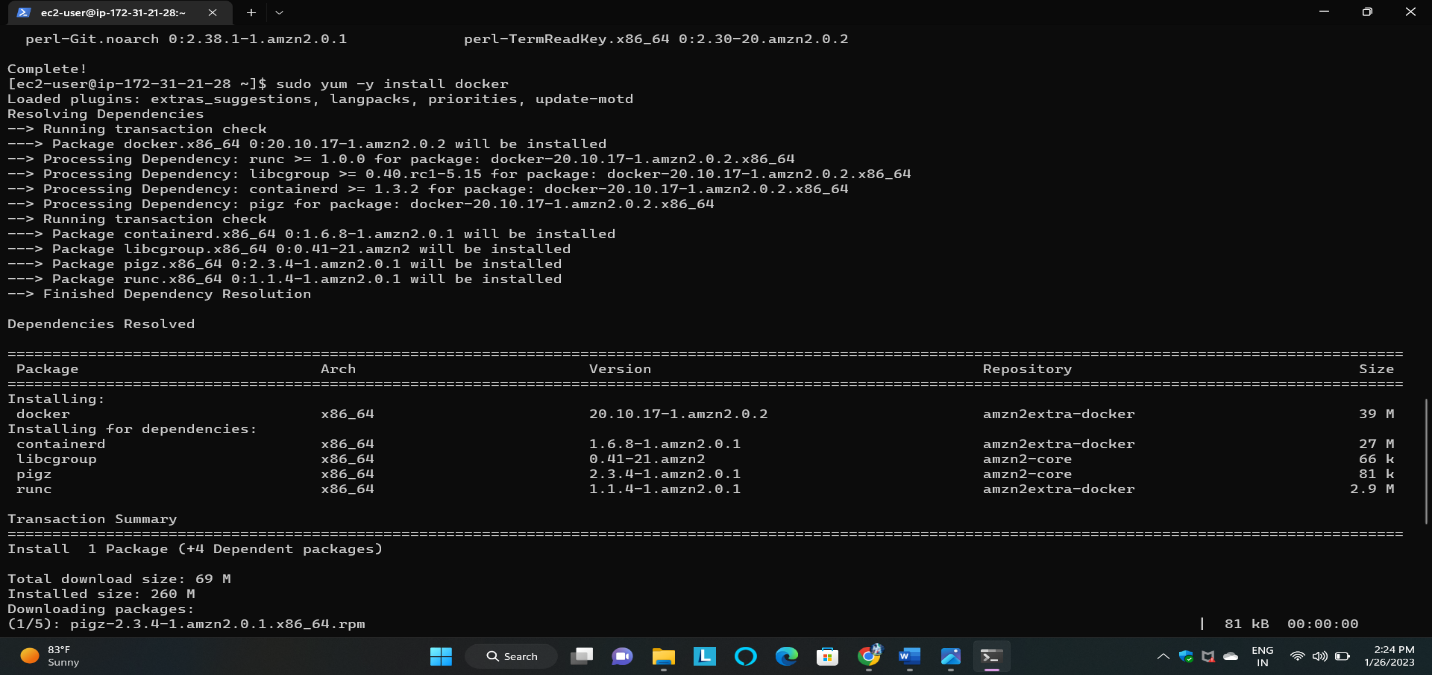 ec2-user@ip-172-31-21-28:~
perl-Git.noarch 0:2.38.1-1.amzn2.0.1 perl-TermReadKey.x86_64 0:2.30-20.amzn2.0.2
Complete!
[ec2-user@ip-172-31-21-28 ~]$ sudo yum -y install docker
Loaded plugins: extras_suggestions, langpacks, priorities, update-motd
Resolving Dependencies
--> Running transaction check
---> Package docker.x86_64 0:20.10.17-1.amzn2.0.2 will be installed
--> Processing Dependency: runc >= 1.0.0 for package: docker-20.10.17-1.amzn2.0.2.x86_64
--> Processing Dependency: libcgroup >= 0.40.rc1-5.15 for package: docker-20.10.17-1.amzn2.0.2.x86_64
--> Processing Dependency: containerd >= 1.3.2 for package: docker-20.10.17-1.amzn2.0.2.x86_64
--> Processing Dependency: pigz for package: docker-20.10.17-1.amzn2.0.2.x86_64
--> Running transaction check
---> Package containerd.x86_64 0:1.6.8-1.amzn2.0.1 will be installed
---> Package libcgroup.x86_64 0:0.41-21.amzn2 will be installed
---> Package pigz.x86_64 0:2.3.4-1.amzn2.0.1 will be installed
---> Package runc.x86_64 0:1.1.4-1.amzn2.0.1 will be installed
--> Finished Dependency Resolution
Dependencies Resolved
Package Arch Version Repository Size
Installing:
docker x86_64 20.10.17-1.amzn2.0.2 amzn2extra-docker 39 M
Installing for dependencies:
containerd x86_64 1.6.8-1.amzn2.0.1 amzn2extra-docker 27 M
libcgroup x86_64 0.41-21.amzn2 amzn2-core 66 k
pigz x86_64 2.3.4-1.amzn2.0.1 amzn2-core 81 k
runc x86_64 1.1.4-1.amzn2.0.1 amzn2extra-docker 2.9 M
Transaction Summary
Install 1 Package (+4 Dependent packages)
Total download size: 69 M
Installed size: 260 M
Downloading packages:
(1/5): pigz-2.3.4-1.amzn2.0.1.x86_64.rpm | 81 kB 00:00:00
83°F
Sunny
Search
ENG
IN
2:24 PM
1/26/2023